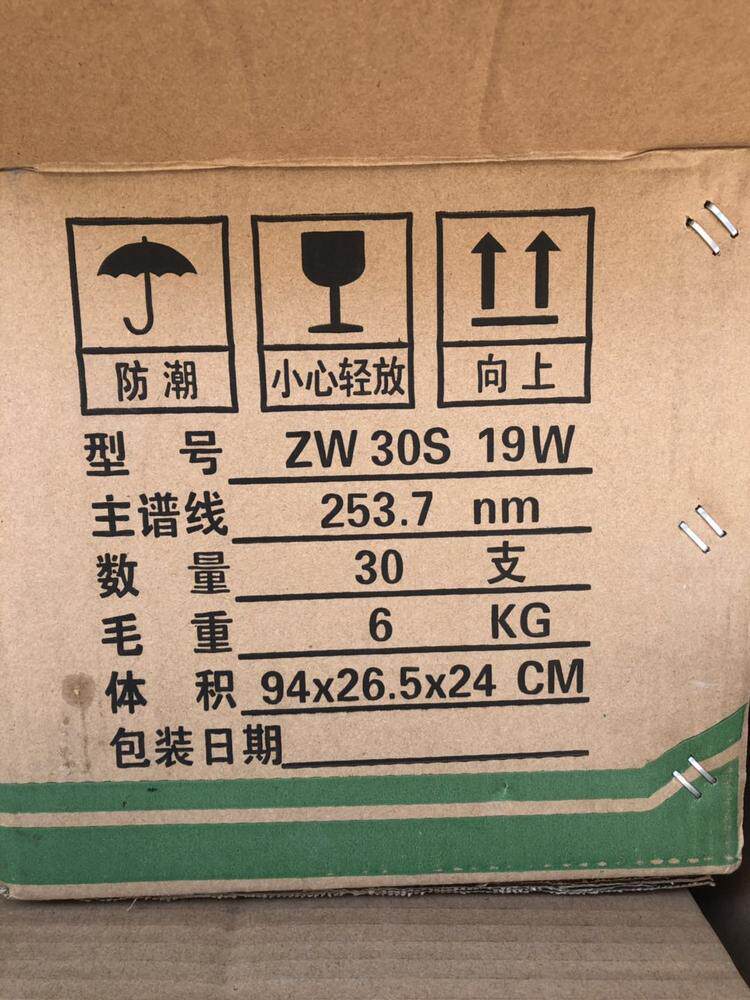 防潮 小心轻放 向上
型号 ZW 30S 19W
主谱线 253.7 nm
数量 30 支
毛重 6 KG
体积 94x26.5x24 CM
包装日期